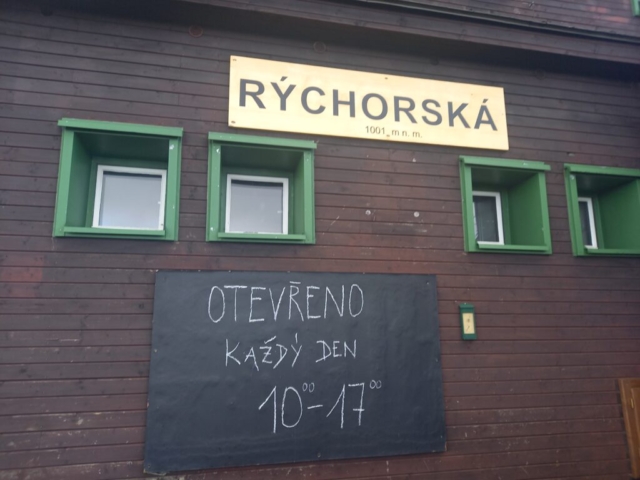 RÝCHORSKÁ
1001 m n. m.
OTEVŘENO
KAŽDÝ DEN
10⁰⁰-17⁰⁰